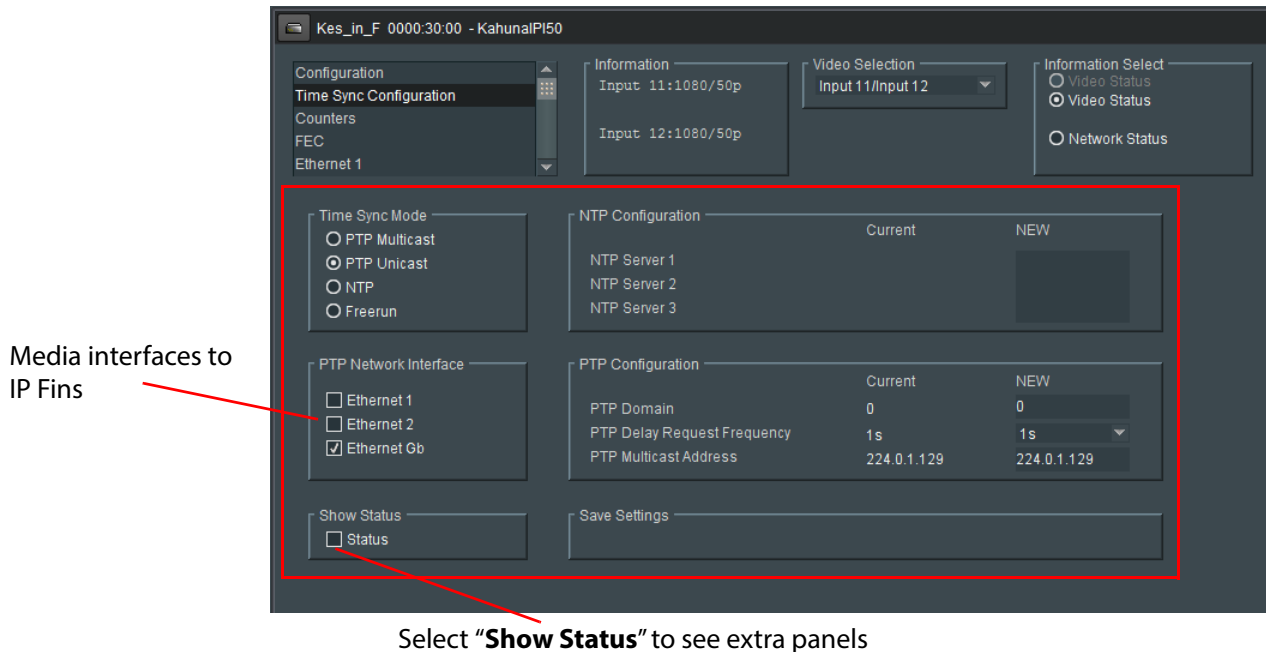 Kes_in_F 0000:30:00 - KahunaIPI50
Configuration
Time Sync Configuration
Counters
FEC
Ethernet 1
Information
Input 11:1080/50p
Input 12:1080/50p
Video Selection
Input 11/Input 12
Information Select
Video Status
Video Status
Network Status
Time Sync Mode
PTP Multicast
PTP Unicast
NTP
Freerun
NTP Configuration
Current NEW
NTP Server 1
NTP Server 2
NTP Server 3
Media interfaces to
IP Fins
PTP Network Interface
Ethernet 1
Ethernet 2
Ethernet Gb
PTP Configuration
Current NEW
PTP Domain 0 0
PTP Delay Request Frequency 1s 1s
PTP Multicast Address 224.0.1.129 224.0.1.129
Show Status
Status
Save Settings
Select “Show Status” to see extra panels